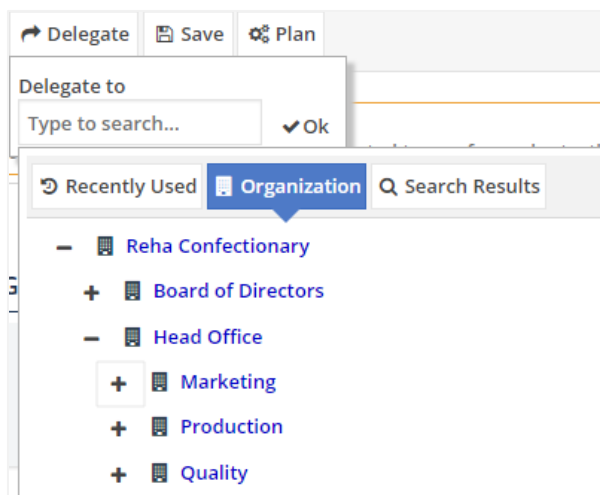 Delegate Save Plan
Delegate to
Type to search...
Ok
Recently Used Organization Search Results
Reha Confectionary
Board of Directors
Head Office
Marketing
Production
Quality